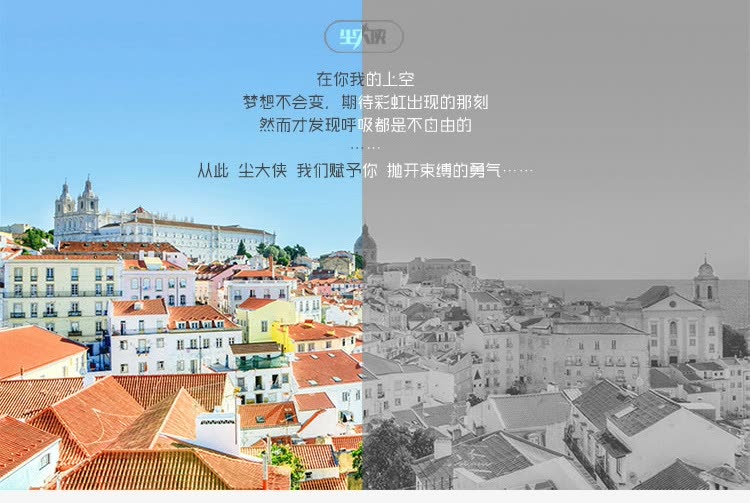 尘大侠
在你我的上空
梦想不会变，期待彩虹出现的那刻
然而才发现呼吸都是不自由的
……
从此 尘大侠 我们赋予你 抛开束缚的勇气……